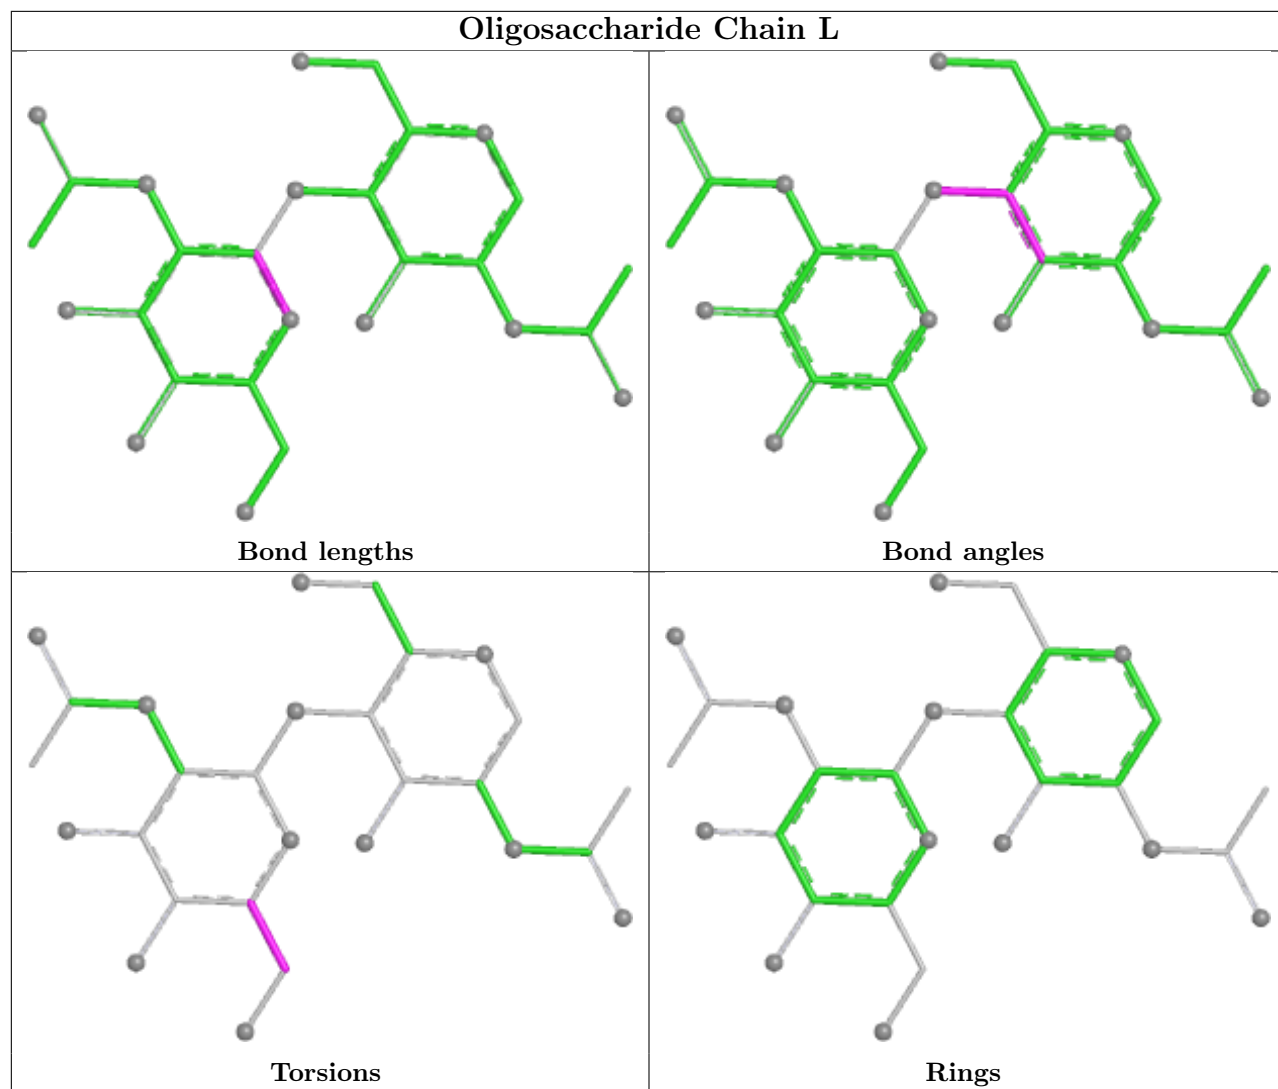 Oligosaccharide Chain L
Bond lengths
Bond angles
Torsions
Rings